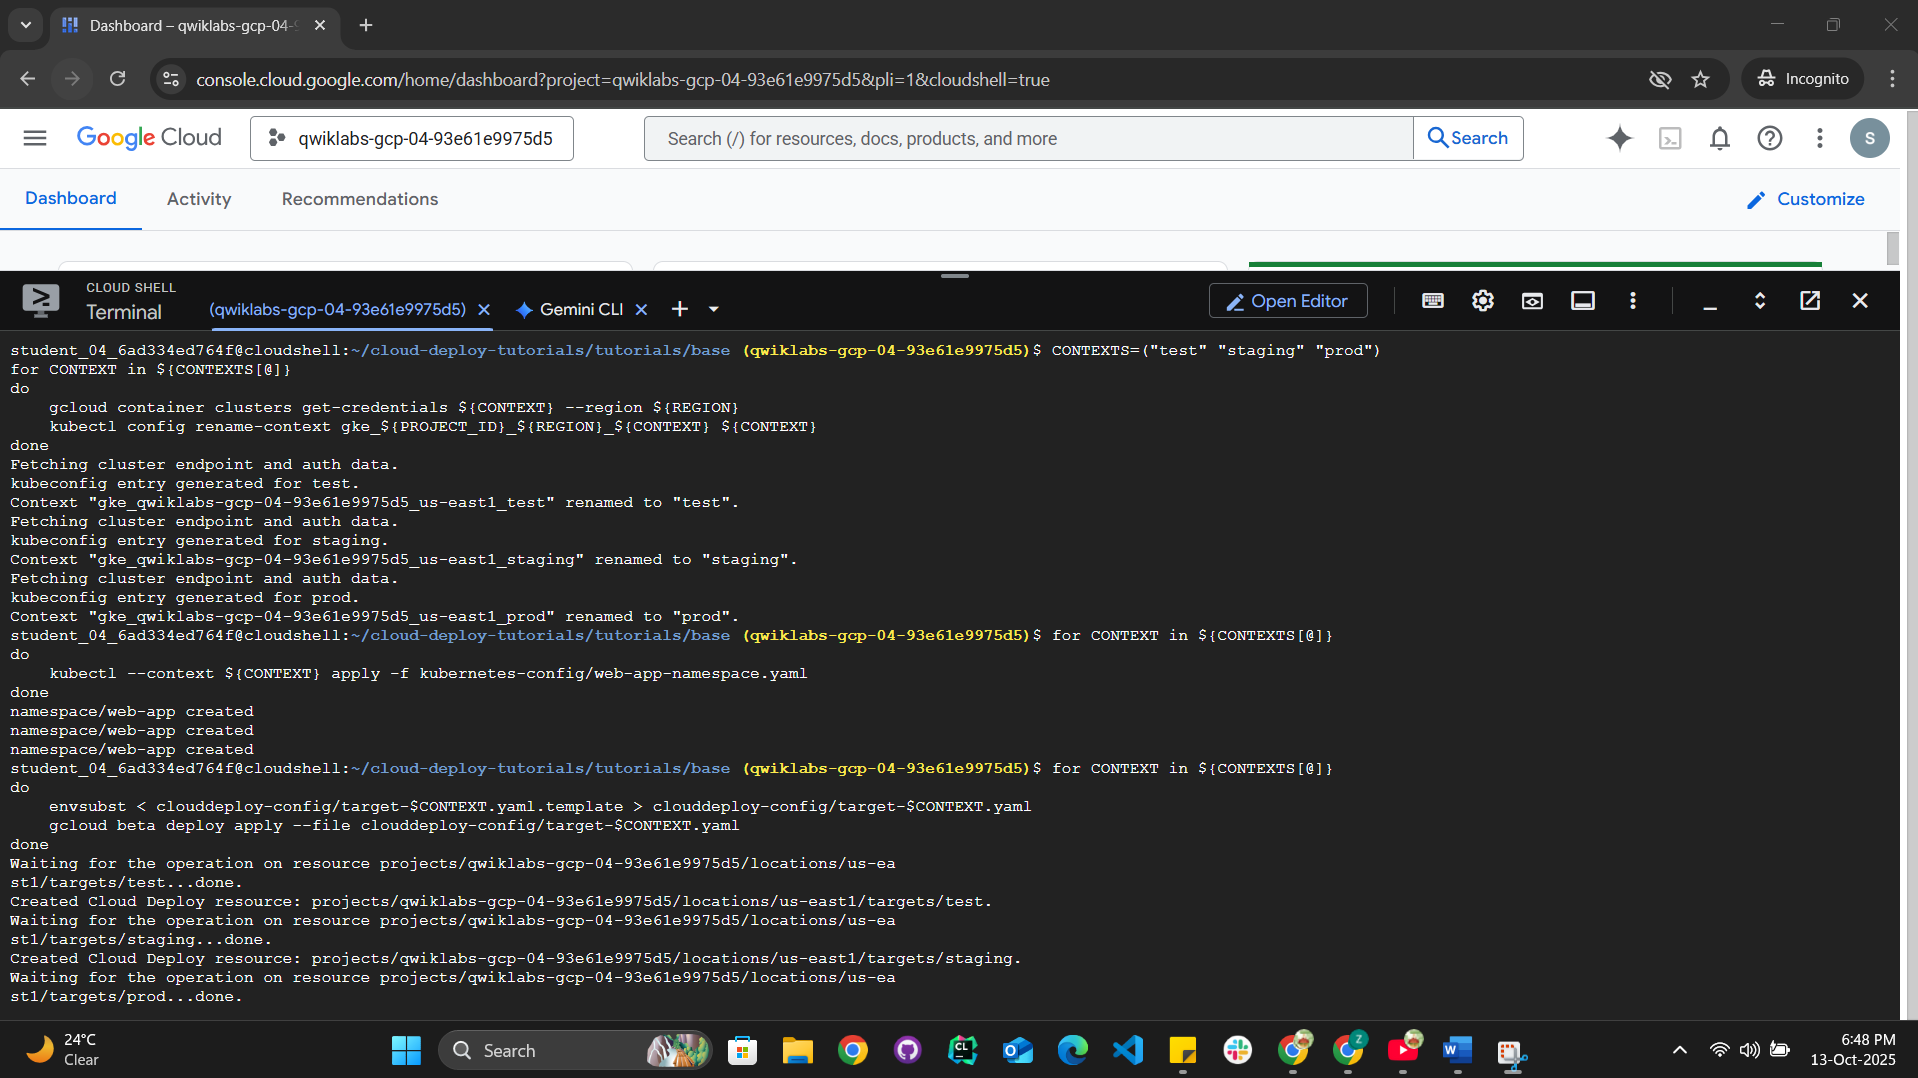 Dashboard – qwiklabs-gcp-04-9
console.cloud.google.com/home/dashboard?project=qwiklabs-gcp-04-93e61e9975d5&pli=1&cloudshell=true
Incognito
Google Cloud
qwiklabs-gcp-04-93e61e9975d5
Search (/) for resources, docs, products, and more
Search
S
Dashboard
Activity
Recommendations
Customize
CLOUD SHELL
Terminal
(qwiklabs-gcp-04-93e61e9975d5)
Gemini CLI
Open Editor
student_04_6ad334ed764f@cloudshell:~/cloud-deploy-tutorials/tutorials/base (qwiklabs-gcp-04-93e61e9975d5)$ CONTEXTS=("test" "staging" "prod")
for CONTEXT in ${CONTEXTS[@]}
do
    gcloud container clusters get-credentials ${CONTEXT} --region ${REGION}
    kubectl config rename-context gke_${PROJECT_ID}_${REGION}_${CONTEXT} ${CONTEXT}
done
Fetching cluster endpoint and auth data.
kubeconfig entry generated for test.
Context "gke_qwiklabs-gcp-04-93e61e9975d5_us-east1_test" renamed to "test".
Fetching cluster endpoint and auth data.
kubeconfig entry generated for staging.
Context "gke_qwiklabs-gcp-04-93e61e9975d5_us-east1_staging" renamed to "staging".
Fetching cluster endpoint and auth data.
kubeconfig entry generated for prod.
Context "gke_qwiklabs-gcp-04-93e61e9975d5_us-east1_prod" renamed to "prod".
student_04_6ad334ed764f@cloudshell:~/cloud-deploy-tutorials/tutorials/base (qwiklabs-gcp-04-93e61e9975d5)$ for CONTEXT in ${CONTEXTS[@]}
do
    kubectl --context ${CONTEXT} apply -f kubernetes-config/web-app-namespace.yaml
done
namespace/web-app created
namespace/web-app created
namespace/web-app created
student_04_6ad334ed764f@cloudshell:~/cloud-deploy-tutorials/tutorials/base (qwiklabs-gcp-04-93e61e9975d5)$ for CONTEXT in ${CONTEXTS[@]}
do
    envsubst < clouddeploy-config/target-$CONTEXT.yaml.template > clouddeploy-config/target-$CONTEXT.yaml
    gcloud beta deploy apply --file clouddeploy-config/target-$CONTEXT.yaml
done
Waiting for the operation on resource projects/qwiklabs-gcp-04-93e61e9975d5/locations/us-ea
st1/targets/test...done.
Created Cloud Deploy resource: projects/qwiklabs-gcp-04-93e61e9975d5/locations/us-east1/targets/test.
Waiting for the operation on resource projects/qwiklabs-gcp-04-93e61e9975d5/locations/us-ea
st1/targets/staging...done.
Created Cloud Deploy resource: projects/qwiklabs-gcp-04-93e61e9975d5/locations/us-east1/targets/staging.
Waiting for the operation on resource projects/qwiklabs-gcp-04-93e61e9975d5/locations/us-ea
st1/targets/prod...done.
24°C
Clear
Search
6:48 PM
13-Oct-2025